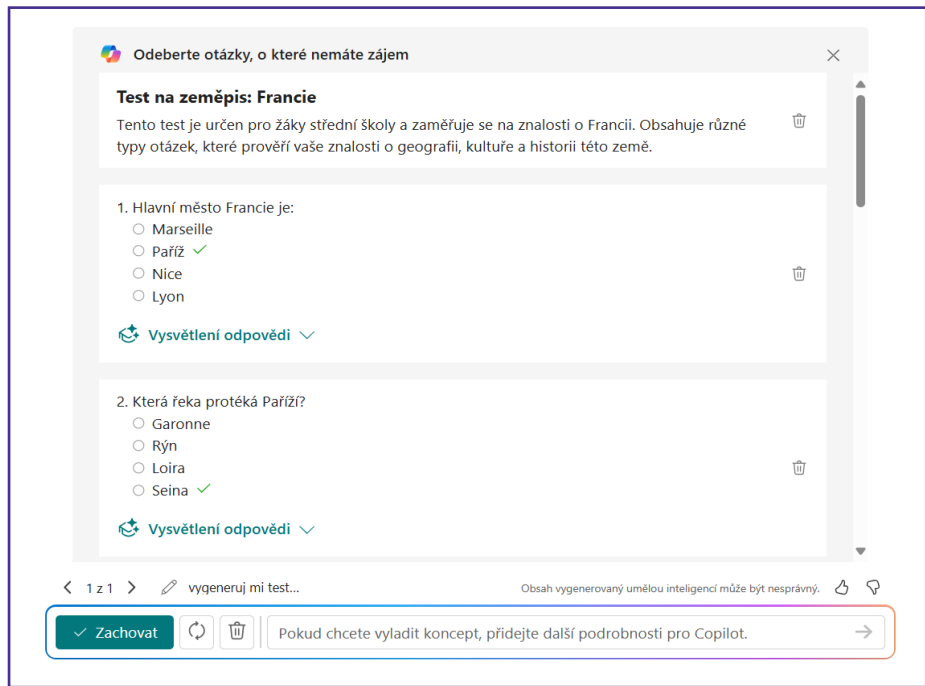 Odeberte otázky, o které nemáte zájem
Test na zeměpis: Francie
Tento test je určen pro žáky střední školy a zaměřuje se na znalosti o Francii. Obsahuje různé
typy otázek, které prověří vaše znalosti o geografii, kultuře a historii této země.
1. Hlavní město Francie je:
Marseille
Paříž
Nice
Lyon
Vysvětlení odpovědi
2. Která řeka protéká Paříží?
Garonne
Rýn
Loira
Seina
Vysvětlení odpovědi
1 z 1 vygeneruj mi test... Obsah vygenerovaný umělou inteligencí může být nesprávný.
Zachovat Pokud chcete vyladit koncept, přidejte další podrobnosti pro Copilot.